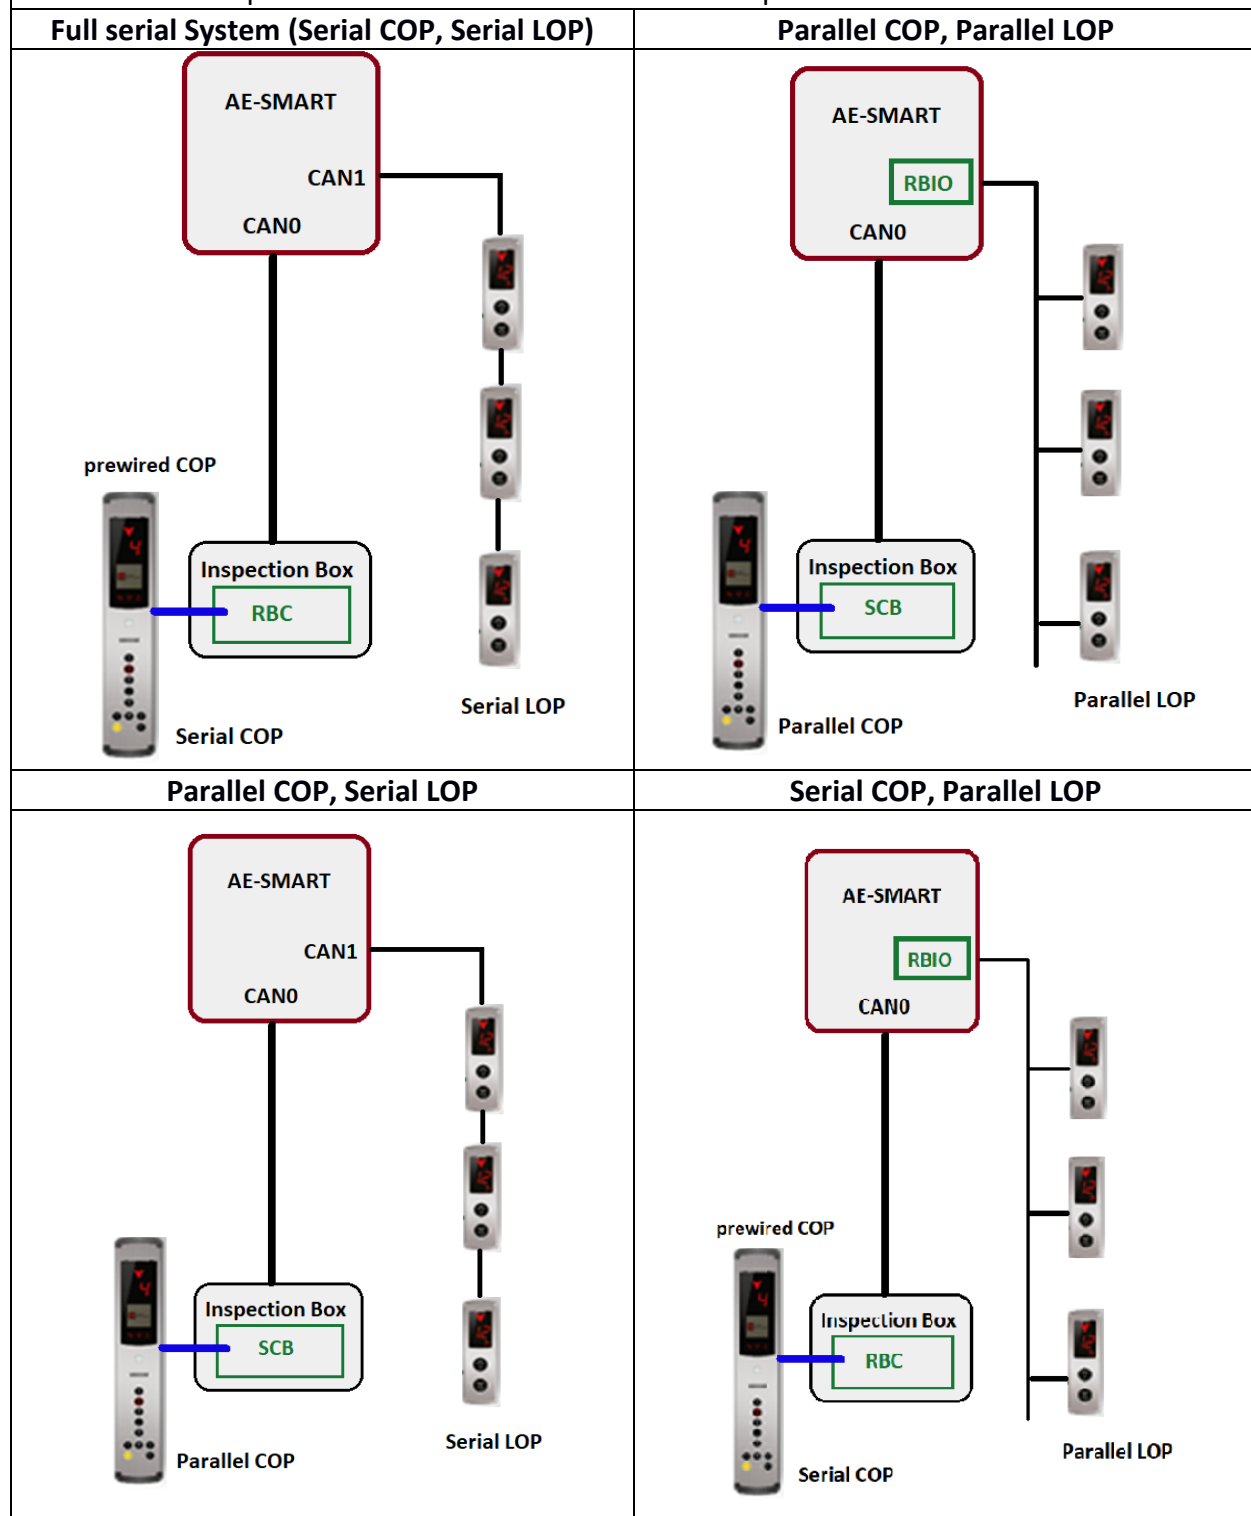 Full serial System (Serial COP, Serial LOP)
Parallel COP, Parallel LOP
AE-SMART
CAN1
CAN0
prewired COP
Inspection Box
RBC
Serial COP
Serial LOP
AE-SMART
RBIO
CAN0
Inspection Box
SCB
Parallel COP
Parallel LOP
Parallel COP, Serial LOP
Serial COP, Parallel LOP
AE-SMART
CAN1
CAN0
Inspection Box
SCB
Parallel COP
Serial LOP
AE-SMART
RBIO
CAN0
prewired COP
Inspection Box
RBC
Serial COP
Parallel LOP